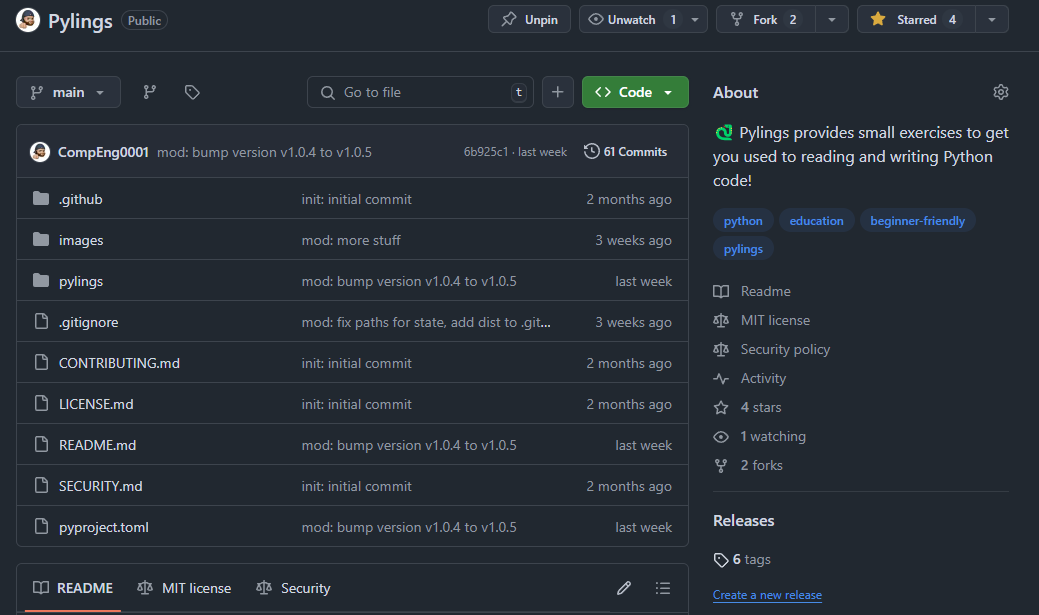 Pylings Public Unpin Unwatch 1 Fork 2 Starred 4
main Go to file t Code
CompEng0001 mod: bump version v1.0.4 to v1.0.5 6b925c1 · last week 61 Commits
.github init: initial commit 2 months ago
images mod: more stuff 3 weeks ago
pylings mod: bump version v1.0.4 to v1.0.5 last week
.gitignore mod: fix paths for state, add dist to .git... 3 weeks ago
CONTRIBUTING.md init: initial commit 2 months ago
LICENSE.md init: initial commit 2 months ago
README.md mod: bump version v1.0.4 to v1.0.5 last week
SECURITY.md init: initial commit 2 months ago
pyproject.toml mod: bump version v1.0.4 to v1.0.5 last week
README MIT license Security
About
Pylings provides small exercises to get
you used to reading and writing Python
code!
python education beginner-friendly
pylings
Readme
MIT license
Security policy
Activity
4 stars
1 watching
2 forks
Releases
6 tags
Create a new release